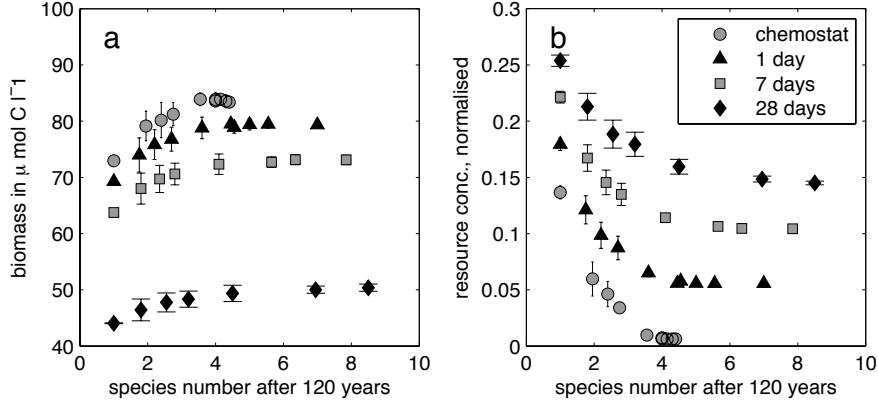 a
100
90
80
70
60
50
40
0
2
4
6
8
10
biomass in μ mol C l−1
species number after 120 years
b
chemostat
1 day
7 days
28 days
0.3
0.25
0.2
0.15
0.1
0.05
0
0
2
4
6
8
10
resource conc., normalised
species number after 120 years